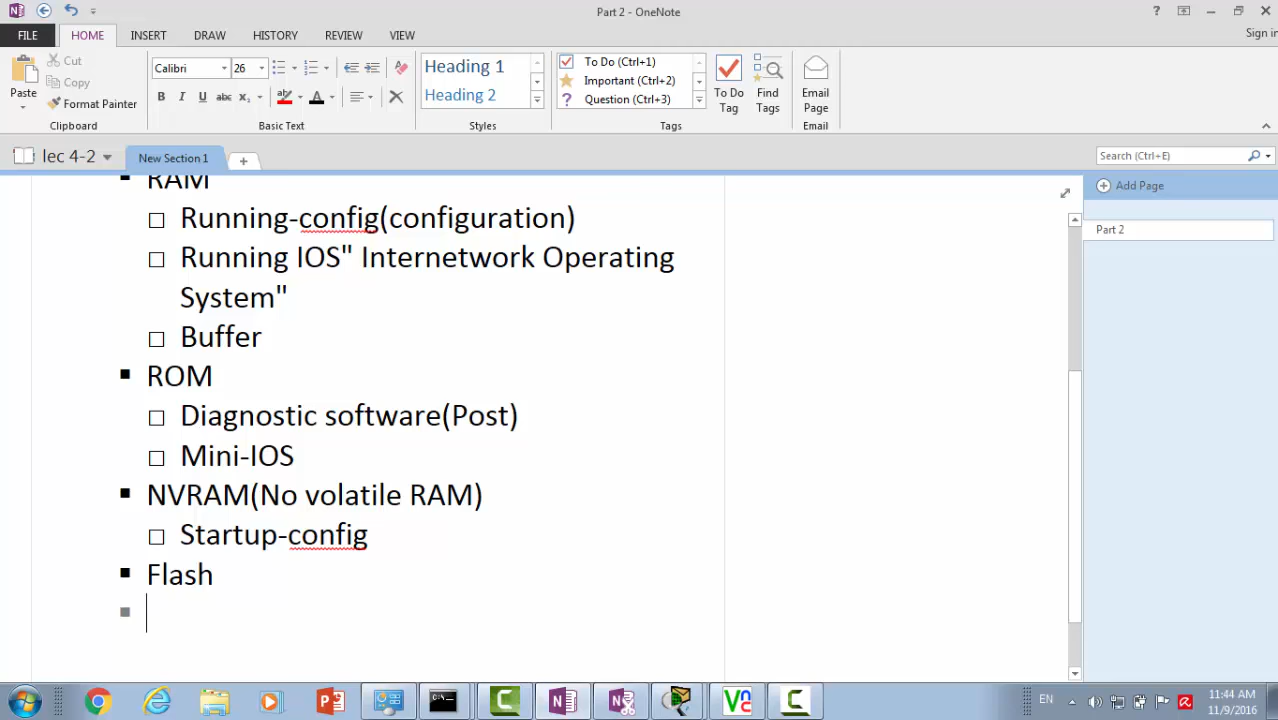 Part 2 - OneNote
?
FILE
HOME
INSERT
DRAW
HISTORY
REVIEW
VIEW
Sign in
Paste
Cut
Copy
Format Painter
Clipboard
Calibri
26
B I U abc X₂
A
Basic Text
Heading 1
Heading 2
Styles
To Do (Ctrl+1)
Important (Ctrl+2)
? Question (Ctrl+3)
To Do
Tag
Find
Tags
Tags
Email
Page
Email
lec 4-2
New Section 1
+
Search (Ctrl+E)
Add Page
Part 2
RAM
Running-config(configuration)
Running IOS" Internetwork Operating
System"
Buffer
ROM
Diagnostic software(Post)
Mini-IOS
NVRAM(No volatile RAM)
Startup-config
Flash
EN
11:44 AM
11/9/2016